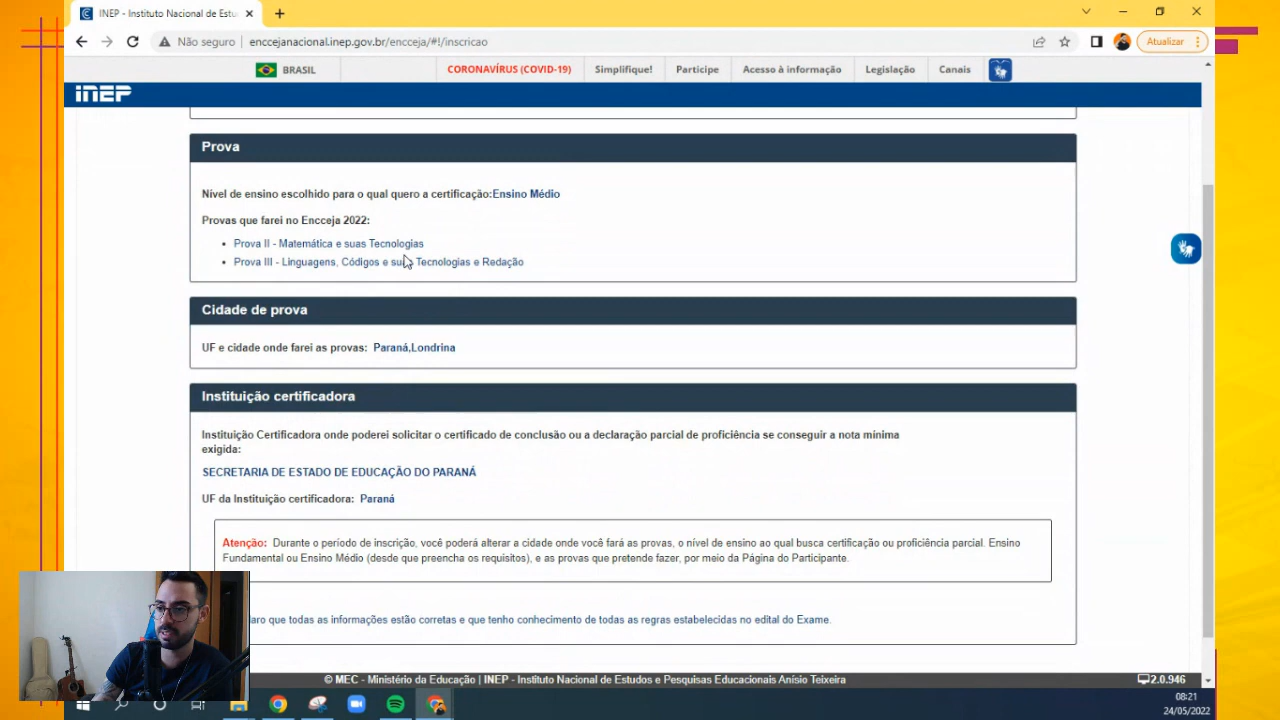 INEP - Instituto Nacional de Estu
Não seguro
enccejanacional.inep.gov.br/encceja/#!/inscricao
Atualizar
BRASIL
CORONAVÍRUS (COVID-19)
Simplifique!
Participe
Acesso à informação
Legislação
Canais
inep
Prova
Nível de ensino escolhido para o qual quero a certificação:Ensino Médio
Provas que farei no Encceja 2022:
Prova II - Matemática e suas Tecnologias
Prova III - Linguagens, Códigos e suas Tecnologias e Redação
Cidade de prova
UF e cidade onde farei as provas: Paraná,Londrina
Instituição certificadora
Instituição Certificadora onde poderei solicitar o certificado de conclusão ou a declaração parcial de proficiência se conseguir a nota mínima
exigida:
SECRETARIA DE ESTADO DE EDUCAÇÃO DO PARANÁ
UF da Instituição certificadora: Paraná
Atenção: Durante o período de inscrição, você poderá alterar a cidade onde você fará as provas, o nível de ensino ao qual busca certificação ou proficiência parcial. Ensino
Fundamental ou Ensino Médio (desde que preencha os requisitos), e as provas que pretende fazer, por meio da Página do Participante.
laro que todas as informações estão corretas e que tenho conhecimento de todas as regras estabelecidas no edital do Exame.
© MEC - Ministério da Educação | INEP - Instituto Nacional de Estudos e Pesquisas Educacionais Anísio Teixeira
2.0.946
08:21
24/05/2022